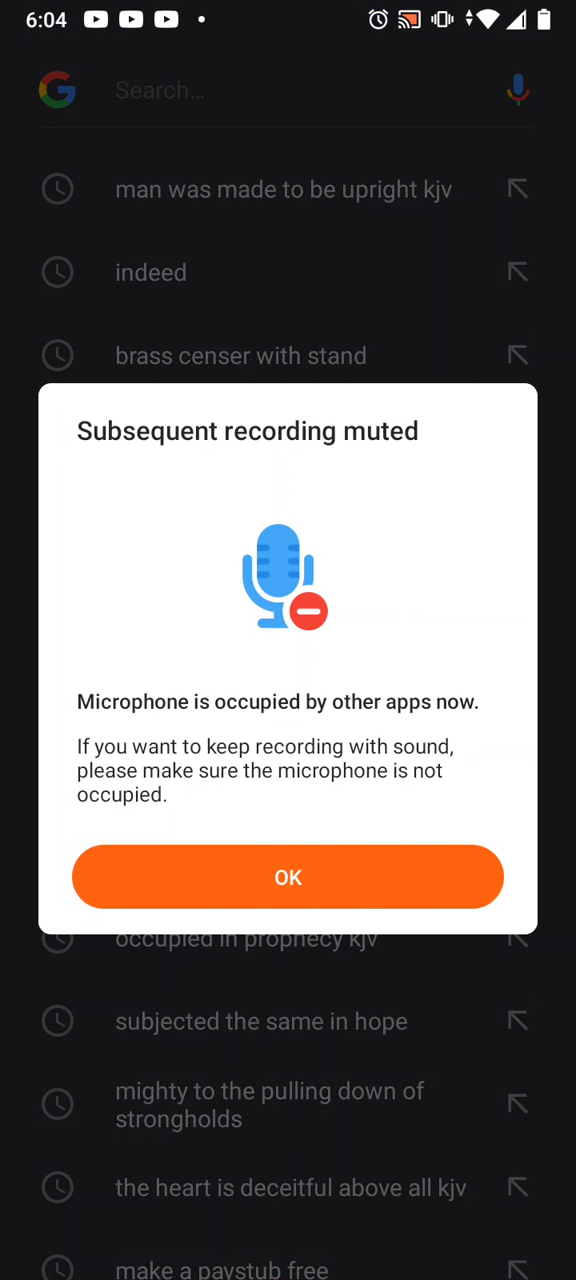 6:04
Search...
man was made to be upright kjv
indeed
brass censer with stand
Subsequent recording muted
Microphone is occupied by other apps now.
If you want to keep recording with sound,
please make sure the microphone is not
occupied.
OK
occupied in prophecy kjv
subjected the same in hope
mighty to the pulling down of
strongholds
the heart is deceitful above all kjv
make a paystub free